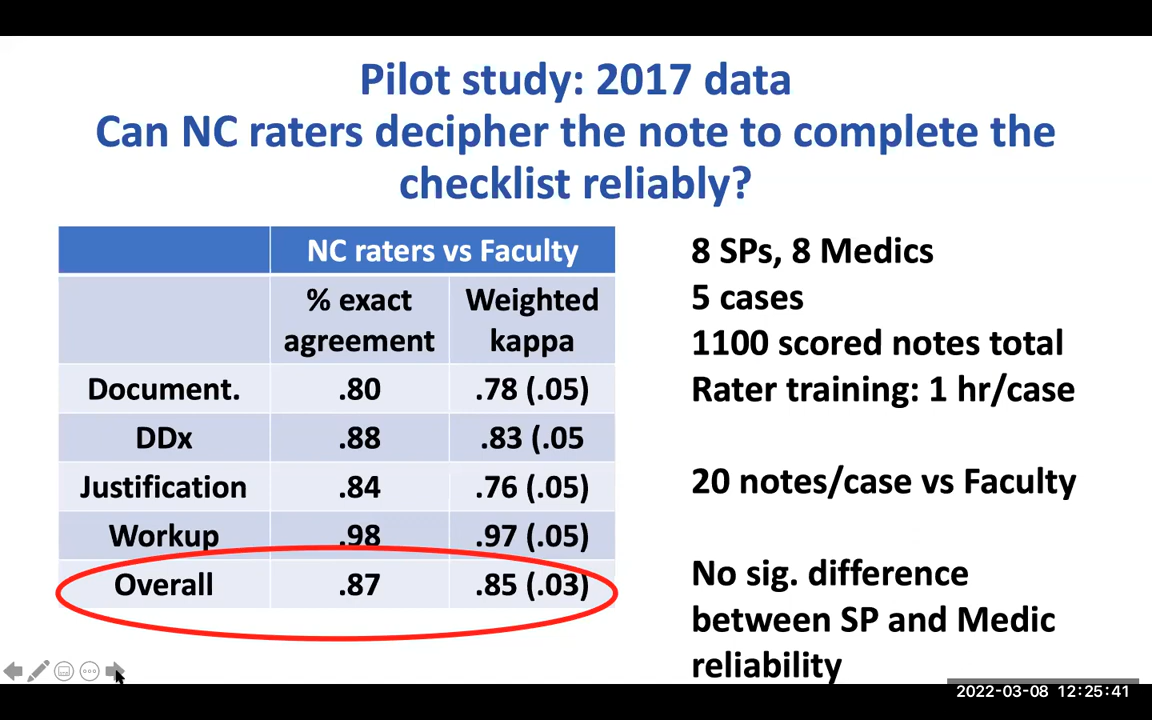 Pilot study: 2017 data
Can NC raters decipher the note to complete the
checklist reliably?
NC raters vs Faculty
% exact agreement Weighted kappa
Document. .80 .78 (.05)
DDx .88 .83 (.05
Justification .84 .76 (.05)
Workup .98 .97 (.05)
Overall .87 .85 (.03)
8 SPs, 8 Medics
5 cases
1100 scored notes total
Rater training: 1 hr/case
20 notes/case vs Faculty
No sig. difference
between SP and Medic
reliability
2022-03-08 12:25:41